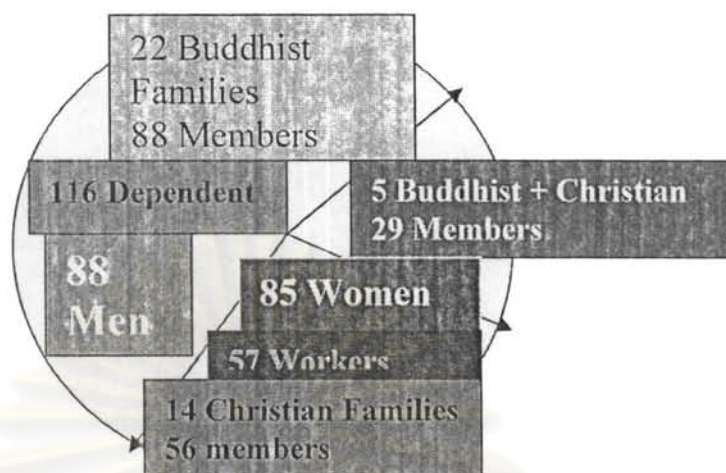 22 Buddhist
Families
88 Members
116 Dependent
5 Buddhist + Christian
29 Members
88
Men
85 Women
57 Workers
14 Christian Families
56 members